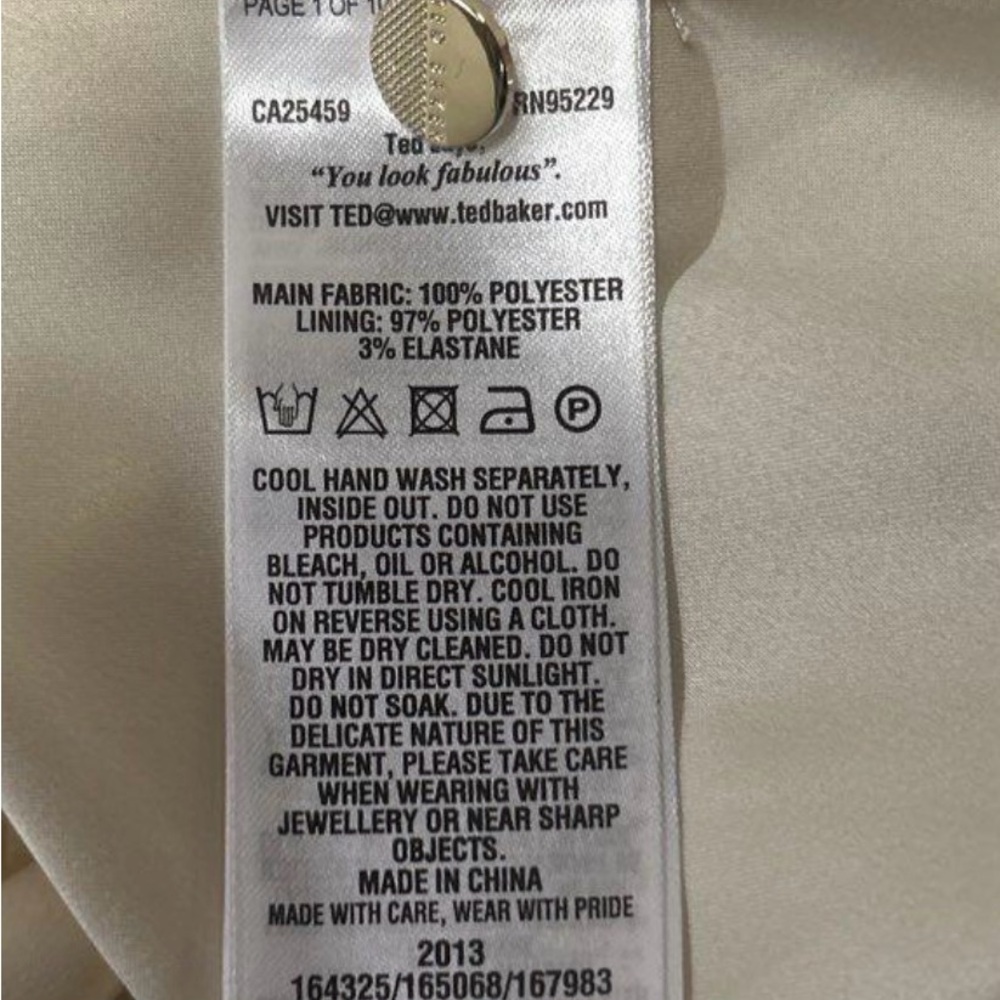 PAGE 1 OF
CA25459 RN95229
Ted
“You look fabulous”.
VISIT TED@www.tedbaker.com
MAIN FABRIC: 100% POLYESTER
LINING: 97% POLYESTER
3% ELASTANE
P
COOL HAND WASH SEPARATELY,
INSIDE OUT. DO NOT USE
PRODUCTS CONTAINING
BLEACH, OIL OR ALCOHOL. DO
NOT TUMBLE DRY. COOL IRON
ON REVERSE USING A CLOTH.
MAY BE DRY CLEANED. DO NOT
DRY IN DIRECT SUNLIGHT.
DO NOT SOAK. DUE TO THE
DELICATE NATURE OF THIS
GARMENT, PLEASE TAKE CARE
WHEN WEARING WITH
JEWELLERY OR NEAR SHARP
OBJECTS.
MADE IN CHINA
MADE WITH CARE, WEAR WITH PRIDE
2013
164325/165068/167983